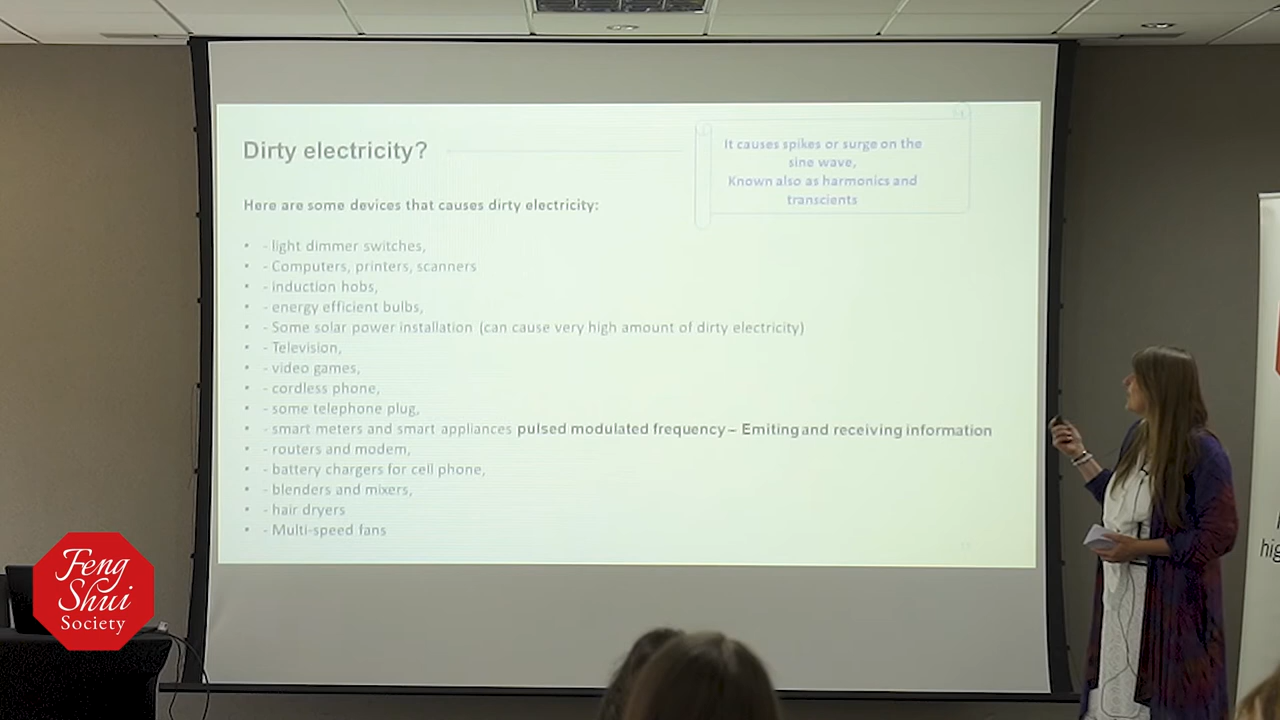 Dirty electricity?
It causes spikes or surge on the
sine wave,
Known also as harmonics and
transcients
Here are some devices that causes dirty electricity:
• - light dimmer switches,
• - Computers, printers, scanners
• - induction hobs,
• - energy efficient bulbs,
• - Some solar power installation (can cause very high amount of dirty electricity)
• - Television,
• - video games,
• - cordless phone,
• - some telephone plug,
• - smart meters and smart appliances pulsed modulated frequency – Emiting and receiving information
• - routers and modem,
• - battery chargers for cell phone,
• - blenders and mixers,
• - hair dryers
• - Multi-speed fans
Feng
Shui
Society